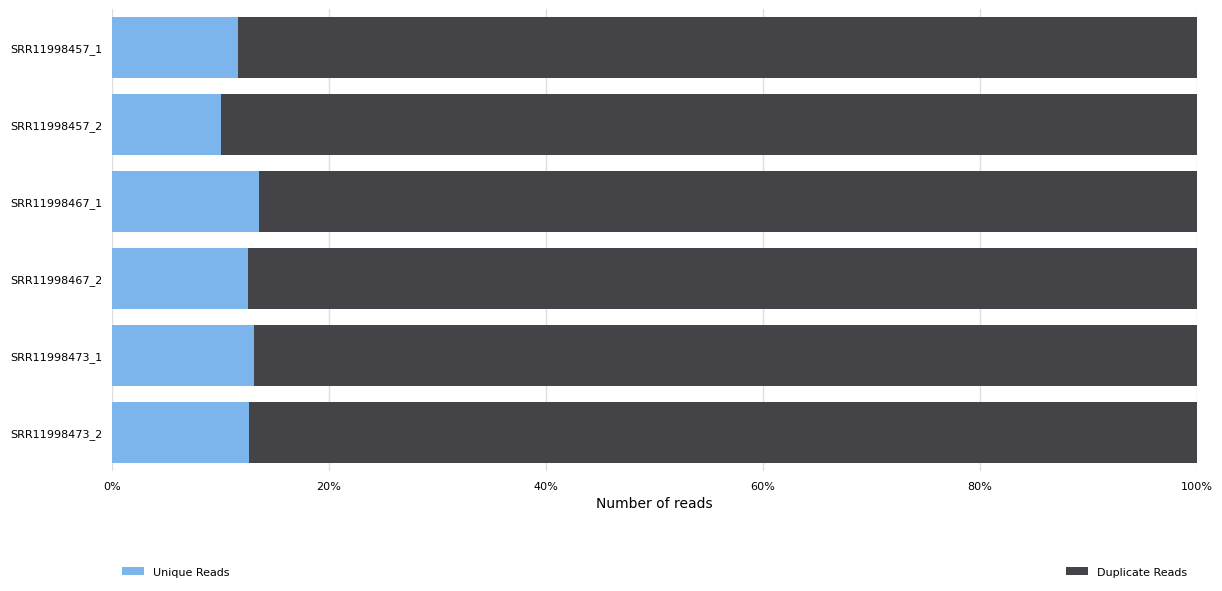 SRR11998457_1
SRR11998457_2
SRR11998467_1
SRR11998467_2
SRR11998473_1
SRR11998473_2
0% 20% 40% 60% 80% 100%
Number of reads
Unique Reads Duplicate Reads